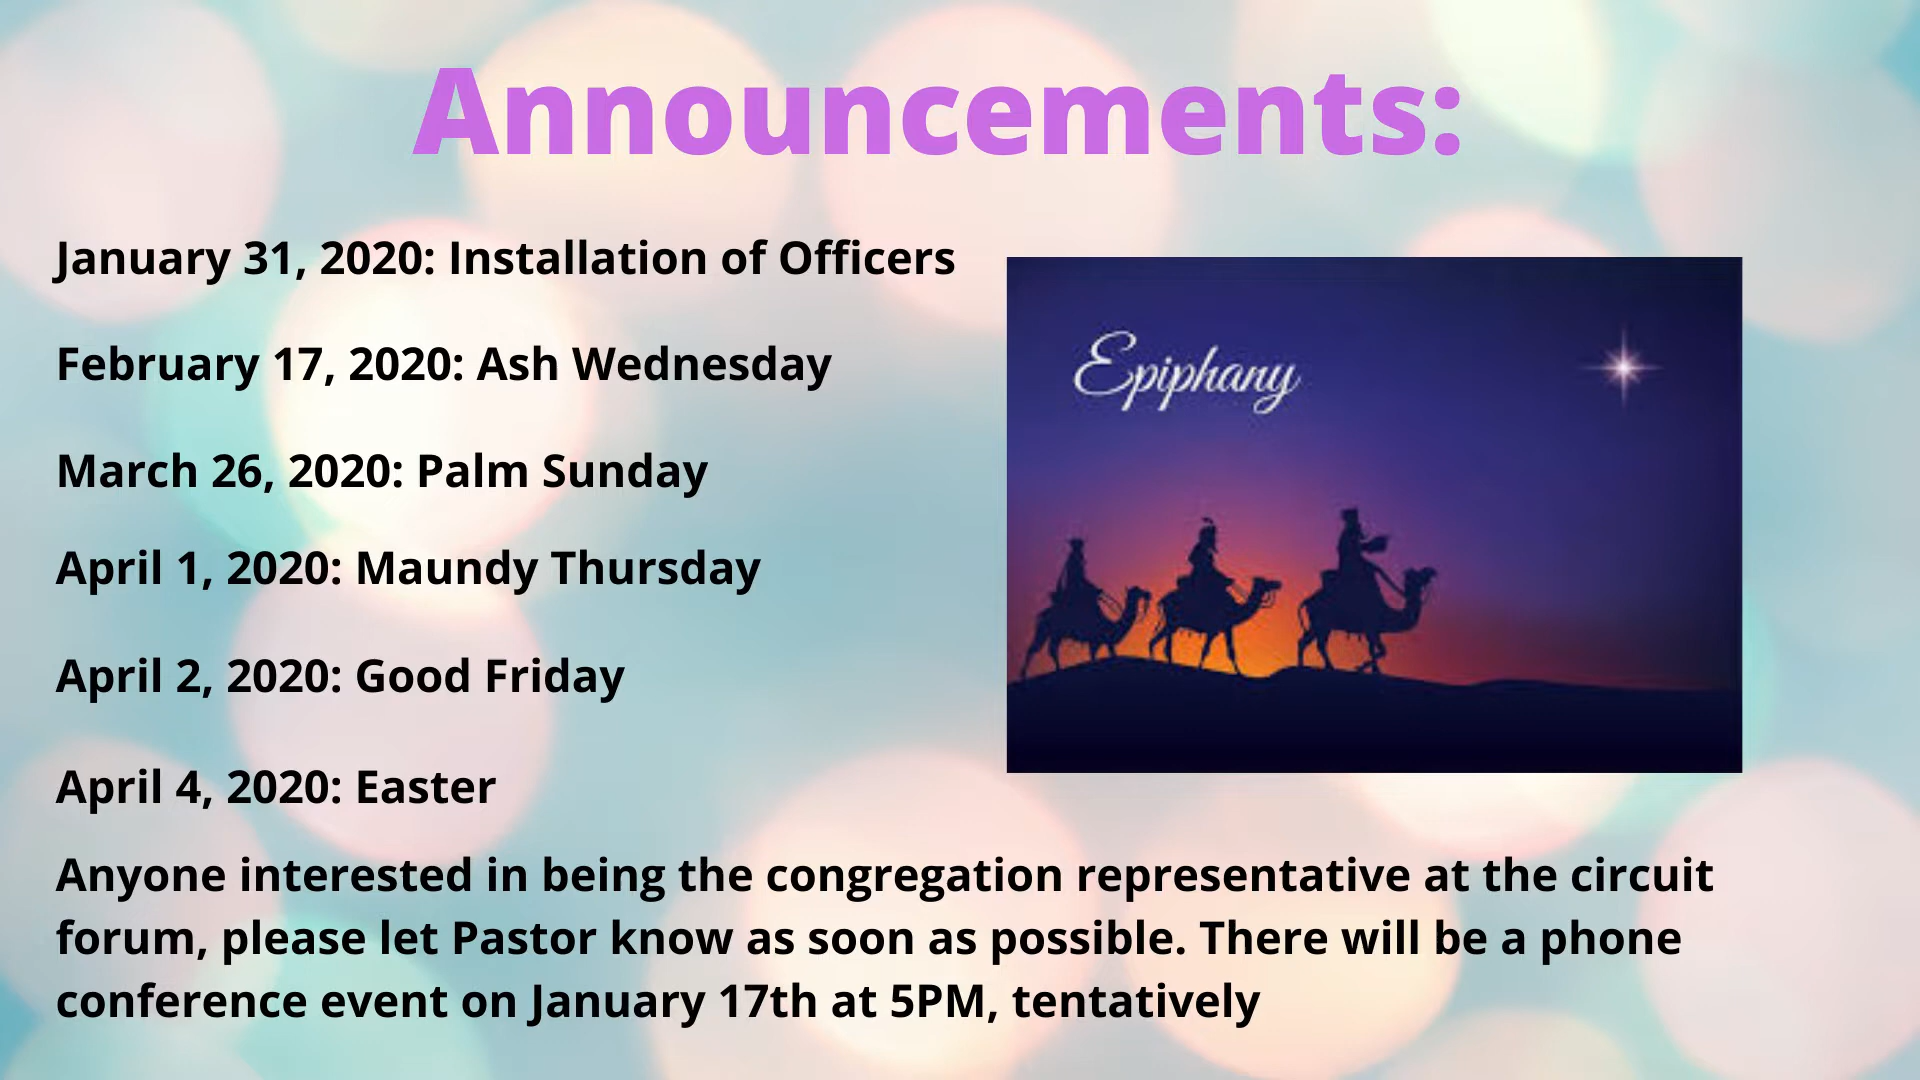 Announcements:
January 31, 2020: Installation of Officers
February 17, 2020: Ash Wednesday
March 26, 2020: Palm Sunday
April 1, 2020: Maundy Thursday
April 2, 2020: Good Friday
April 4, 2020: Easter
Epiphany
Anyone interested in being the congregation representative at the circuit
forum, please let Pastor know as soon as possible. There will be a phone
conference event on January 17th at 5PM, tentatively